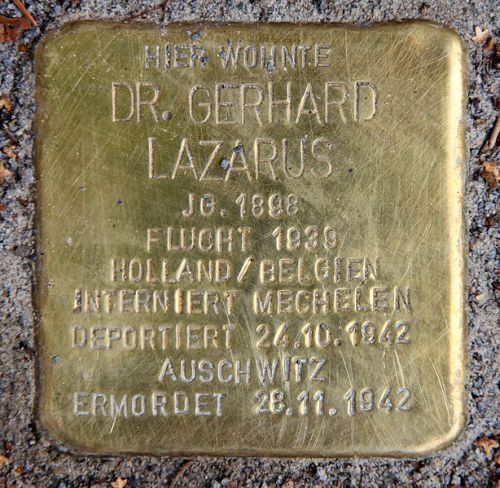 HIER WOHNTE
DR. GERHARD
LAZARUS
JG. 1898
FLUCHT 1939
HOLLAND/BELGIEN
INTERNIERT MECHELEN
DEPORTIERT 24.10.1942
AUSCHWITZ
ERMORDET 28.11.1942